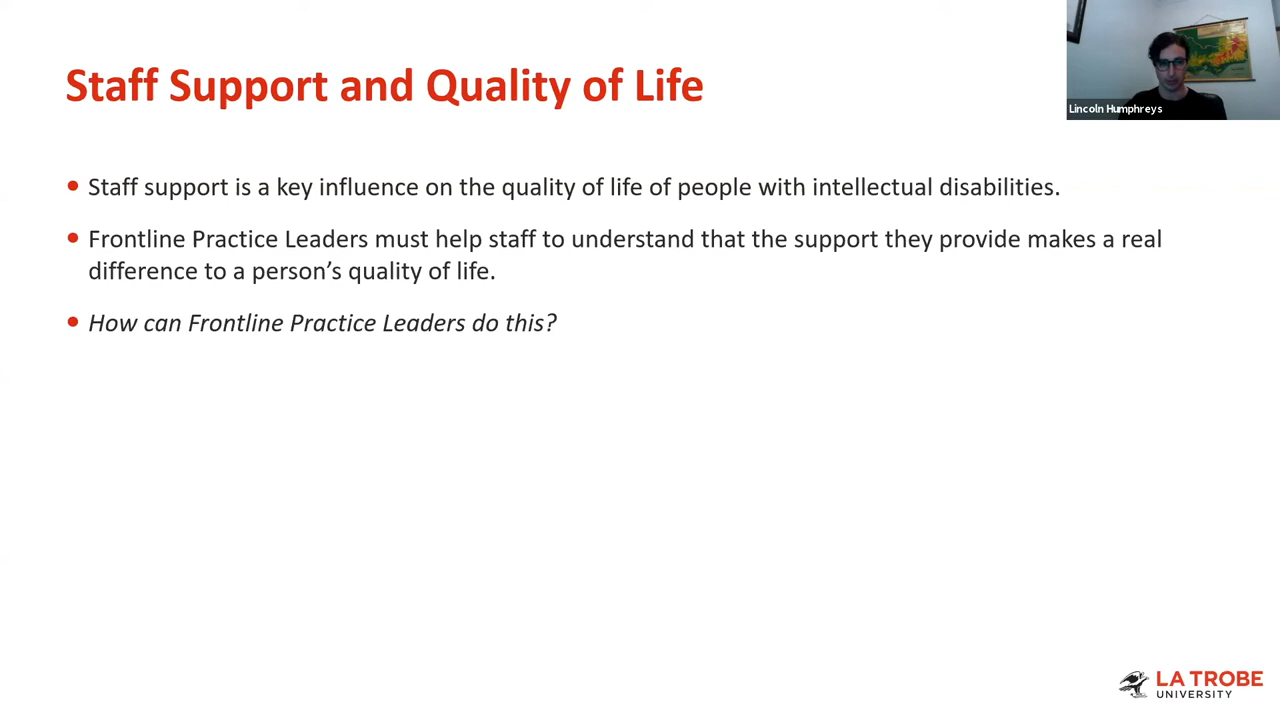 Staff Support and Quality of Life
Lincoln Humphreys
• Staff support is a key influence on the quality of life of people with intellectual disabilities.
• Frontline Practice Leaders must help staff to understand that the support they provide makes a real
difference to a person’s quality of life.
• How can Frontline Practice Leaders do this?
LA TROBE
UNIVERSITY